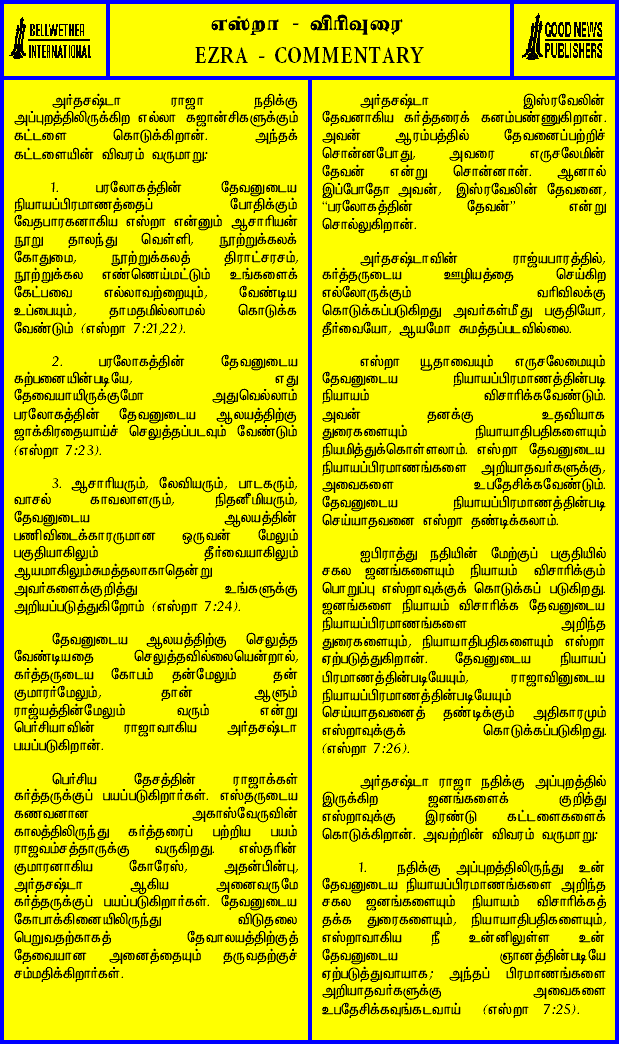 BELLWETHER
INTERNATIONAL
எஸ்றா - விரிவுரை
EZRA - COMMENTARY
GOOD NEWS
PUBLISHERS
அர்தசஷ்டா ராஜா நதிக்கு
அப்புறத்திலிருக்கிற எல்லா கஜான்சிகளுக்கும்
கட்டளை கொடுக்கிறான். அந்தக்
கட்டளையின் விவரம் வருமாறு:
1. பரலோகத்தின் தேவனுடைய
நியாயப்பிரமாணத்தைப் போதிக்கும்
வேதபாரகனாகிய எஸ்றா என்னும் ஆசாரியன்
நூறு தாலந்து வெள்ளி, நூற்றுக்கலக்
கோதுமை, நூற்றுக்கலத் திராட்சரசம்,
நூற்றுக்கல எண்ணெய்மட்டும் உங்களைக்
கேட்பவை எல்லாவற்றையும், வேண்டிய
உப்பையும், தாமதமில்லாமல் கொடுக்க
வேண்டும் (எஸ்றா 7:21,22).
2. பரலோகத்தின் தேவனுடைய
கற்பனையின்படியே, எது
தேவையாயிருக்குமோ அதுவெல்லாம்
பரலோகத்தின் தேவனுடைய ஆலயத்திற்கு
ஜாக்கிரதையாய்ச் செலுத்தப்படவும் வேண்டும்
(எஸ்றா 7:23).
3. ஆசாரியரும், லேவியரும், பாடகரும்,
வாசல் காவலாளரும், நிதனீமியரும்,
தேவனுடைய ஆலயத்தின்
பணிவிடைக்காரருமான ஒருவன் மேலும்
பகுதியாகிலும் தீர்வையாகிலும்
ஆயமாகிலும்சுமத்தலாகாதென்று
அவர்களைக்குறித்து உங்களுக்கு
அறியப்படுத்துகிறோம் (எஸ்றா 7:24).
தேவனுடைய ஆலயத்திற்கு செலுத்த
வேண்டியதை செலுத்தவில்லையென்றால்,
கர்த்தருடைய கோபம் தன்மேலும் தன்
குமாரர்மேலும், தான் ஆளும்
ராஜ்யத்தின்மேலும் வரும் என்று
பெர்சியாவின் ராஜாவாகிய அர்தசஷ்டா
பயப்படுகிறான்.
பெர்சிய தேசத்தின் ராஜாக்கள்
கர்த்தருக்குப் பயப்படுகிறார்கள். எஸ்தருடைய
கணவனான அகாஸ்வேருவின்
காலத்திலிருந்து கர்த்தரைப் பற்றிய பயம்
ராஜவம்சத்தாருக்கு வருகிறது. எஸ்தரின்
குமாரனாகிய கோரேஸ், அதன்பின்பு,
அர்தசஷ்டா ஆகிய அனைவருமே
கர்த்தருக்குப் பயப்படுகிறார்கள். தேவனுடைய
கோபாக்கினையிலிருந்து விடுதலை
பெறுவதற்காகத் தேவாலயத்திற்குத்
தேவையான அனைத்தையும் தருவதற்குச்
சம்மதிக்கிறார்கள்.
அர்தசஷ்டா இஸ்ரவேலின்
தேவனாகிய கர்த்தரைக் கனம்பண்ணுகிறான்.
அவன் ஆரம்பத்தில் தேவனைப்பற்றிச்
சொன்னபோது, அவரை எருசலேமின்
தேவன் என்று சொன்னான். ஆனால்
இப்போதோ அவன், இஸ்ரவேலின் தேவனை,
“பரலோகத்தின் தேவன்” என்று
சொல்லுகிறான்.
அர்தசஷ்டாவின் ராஜ்யபாரத்தில்,
கர்த்தருடைய ஊழியத்தை செய்கிற
எல்லோருக்கும் வரிவிலக்கு
கொடுக்கப்படுகிறது அவர்கள்மீது பகுதியோ,
தீர்வையோ, ஆயமோ சுமத்தப்படவில்லை.
எஸ்றா யூதாவையும் எருசலேமையும்
தேவனுடைய நியாயப்பிரமாணத்தின்படி
நியாயம் விசாரிக்கவேண்டும்.
அவன் தனக்கு உதவியாக
துரைகளையும் நியாயாதிபதிகளையும்
நியமித்துக்கொள்ளலாம். எஸ்றா தேவனுடைய
நியாயப்பிரமாணங்களை அறியாதவர்களுக்கு,
அவைகளை உபதேசிக்கவேண்டும்.
தேவனுடைய நியாயப்பிரமாணத்தின்படி
செய்யாதவனை எஸ்றா தண்டிக்கலாம்.
ஐபிராத்து நதியின் மேற்குப் பகுதியில்
சகல ஜனங்களையும் நியாயம் விசாரிக்கும்
பொறுப்பு எஸ்றாவுக்குக் கொடுக்கப் படுகிறது.
ஜனங்களை நியாயம் விசாரிக்க தேவனுடைய
நியாயப்பிரமாணங்களை அறிந்த
துரைகளையும், நியாயாதிபதிகளையும் எஸ்றா
ஏற்படுத்துகிறான். தேவனுடைய நியாயப்
பிரமாணத்தின்படியேயும், ராஜாவினுடைய
நியாயப்பிரமாணத்தின்படியேயும்
செய்யாதவனைத் தண்டிக்கும் அதிகாரமும்
எஸ்றாவுக்குக் கொடுக்கப்படுகிறது.
(எஸ்றா 7:26).
அர்தசஷ்டா ராஜா நதிக்கு அப்புறத்தில்
இருக்கிற ஜனங்களைக் குறித்து
எஸ்றாவுக்கு இரண்டு கட்டளைகளைக்
கொடுக்கிறான். அவற்றின் விவரம் வருமாறு:
1. நதிக்கு அப்புறத்திலிருந்து உன்
தேவனுடைய நியாயப்பிரமாணங்களை அறிந்த
சகல ஜனங்களையும் நியாயம் விசாரிக்கத்
தக்க துரைகளையும், நியாயாதிபதிகளையும்,
எஸ்றாவாகிய நீ உன்னிலுள்ள உன்
தேவனுடைய ஞானத்தின்படியே
ஏற்படுத்துவாயாக; அந்தப் பிரமாணங்களை
அறியாதவர்களுக்கு அவைகளை
உபதேசிக்கவுங்கடவாய் (எஸ்றா 7:25).